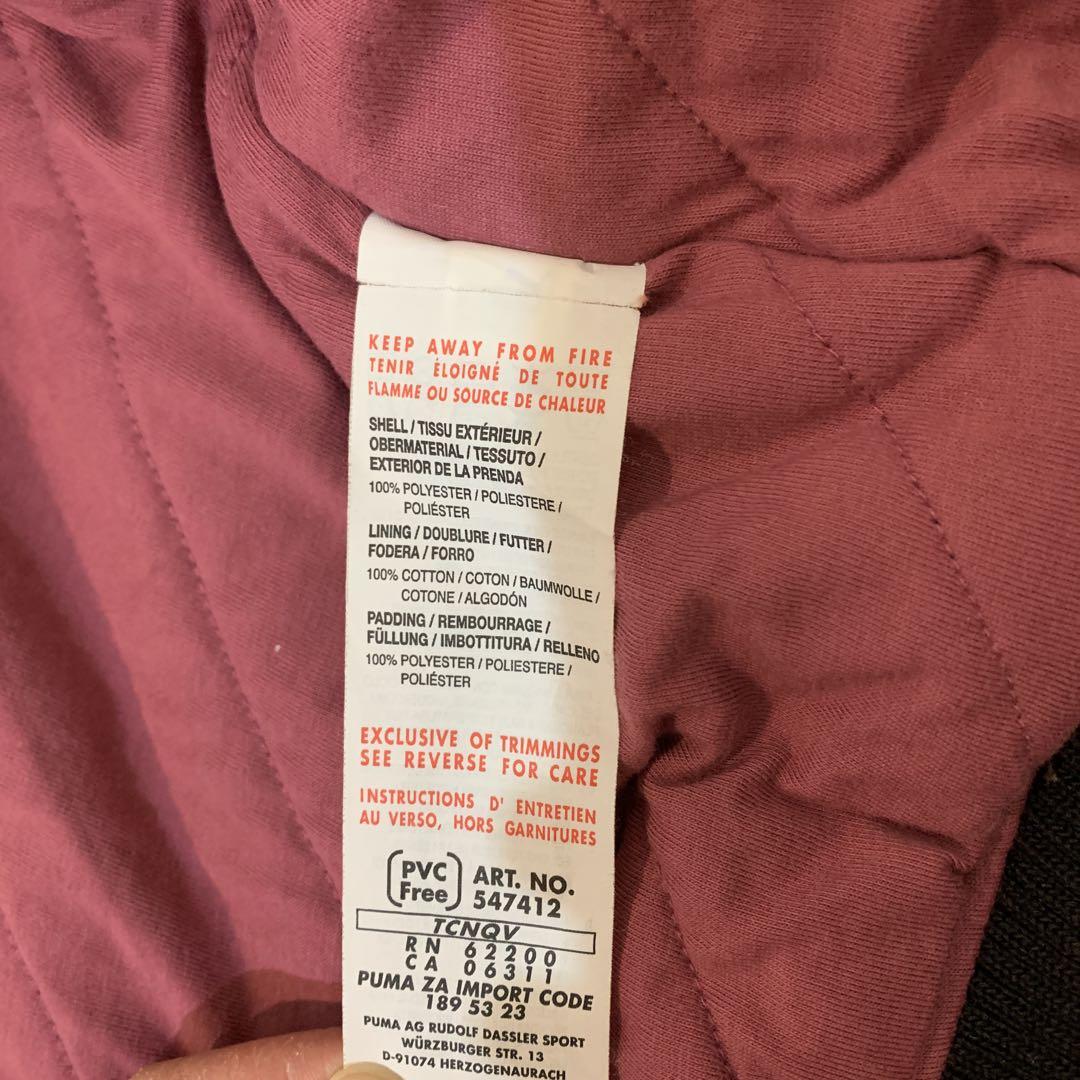 KEEP AWAY FROM FIRE
TENIR ÉLOIGNÉ DE TOUTE
FLAMME OU SOURCE DE CHALEUR
SHELL / TISSU EXTÉRIEUR /
OBERMATERIAL / TESSUTO /
EXTERIOR DE LA PRENDA
100% POLYESTER / POLIESTERE /
POLIÉSTER
LINING / DOUBLURE / FUTTER /
FODERA / FORRO
100% COTTON / COTON / BAUMWOLLE /
COTONE / ALGODÓN
PADDING / REMBOURRAGE /
FÜLLUNG / IMBOTTITURA / RELLENO
100% POLYESTER / POLIESTERE /
POLIÉSTER
EXCLUSIVE OF TRIMMINGS
SEE REVERSE FOR CARE
INSTRUCTIONS D' ENTRETIEN
AU VERSO, HORS GARNITURES
PVC Free
ART. NO.
547412
TCNQV
RN 62200
CA 06311
PUMA ZA IMPORT CODE
189 53 23
PUMA AG RUDOLF DASSLER SPORT
WÜRZBURGER STR. 13
D-91074 HERZOGENAURACH